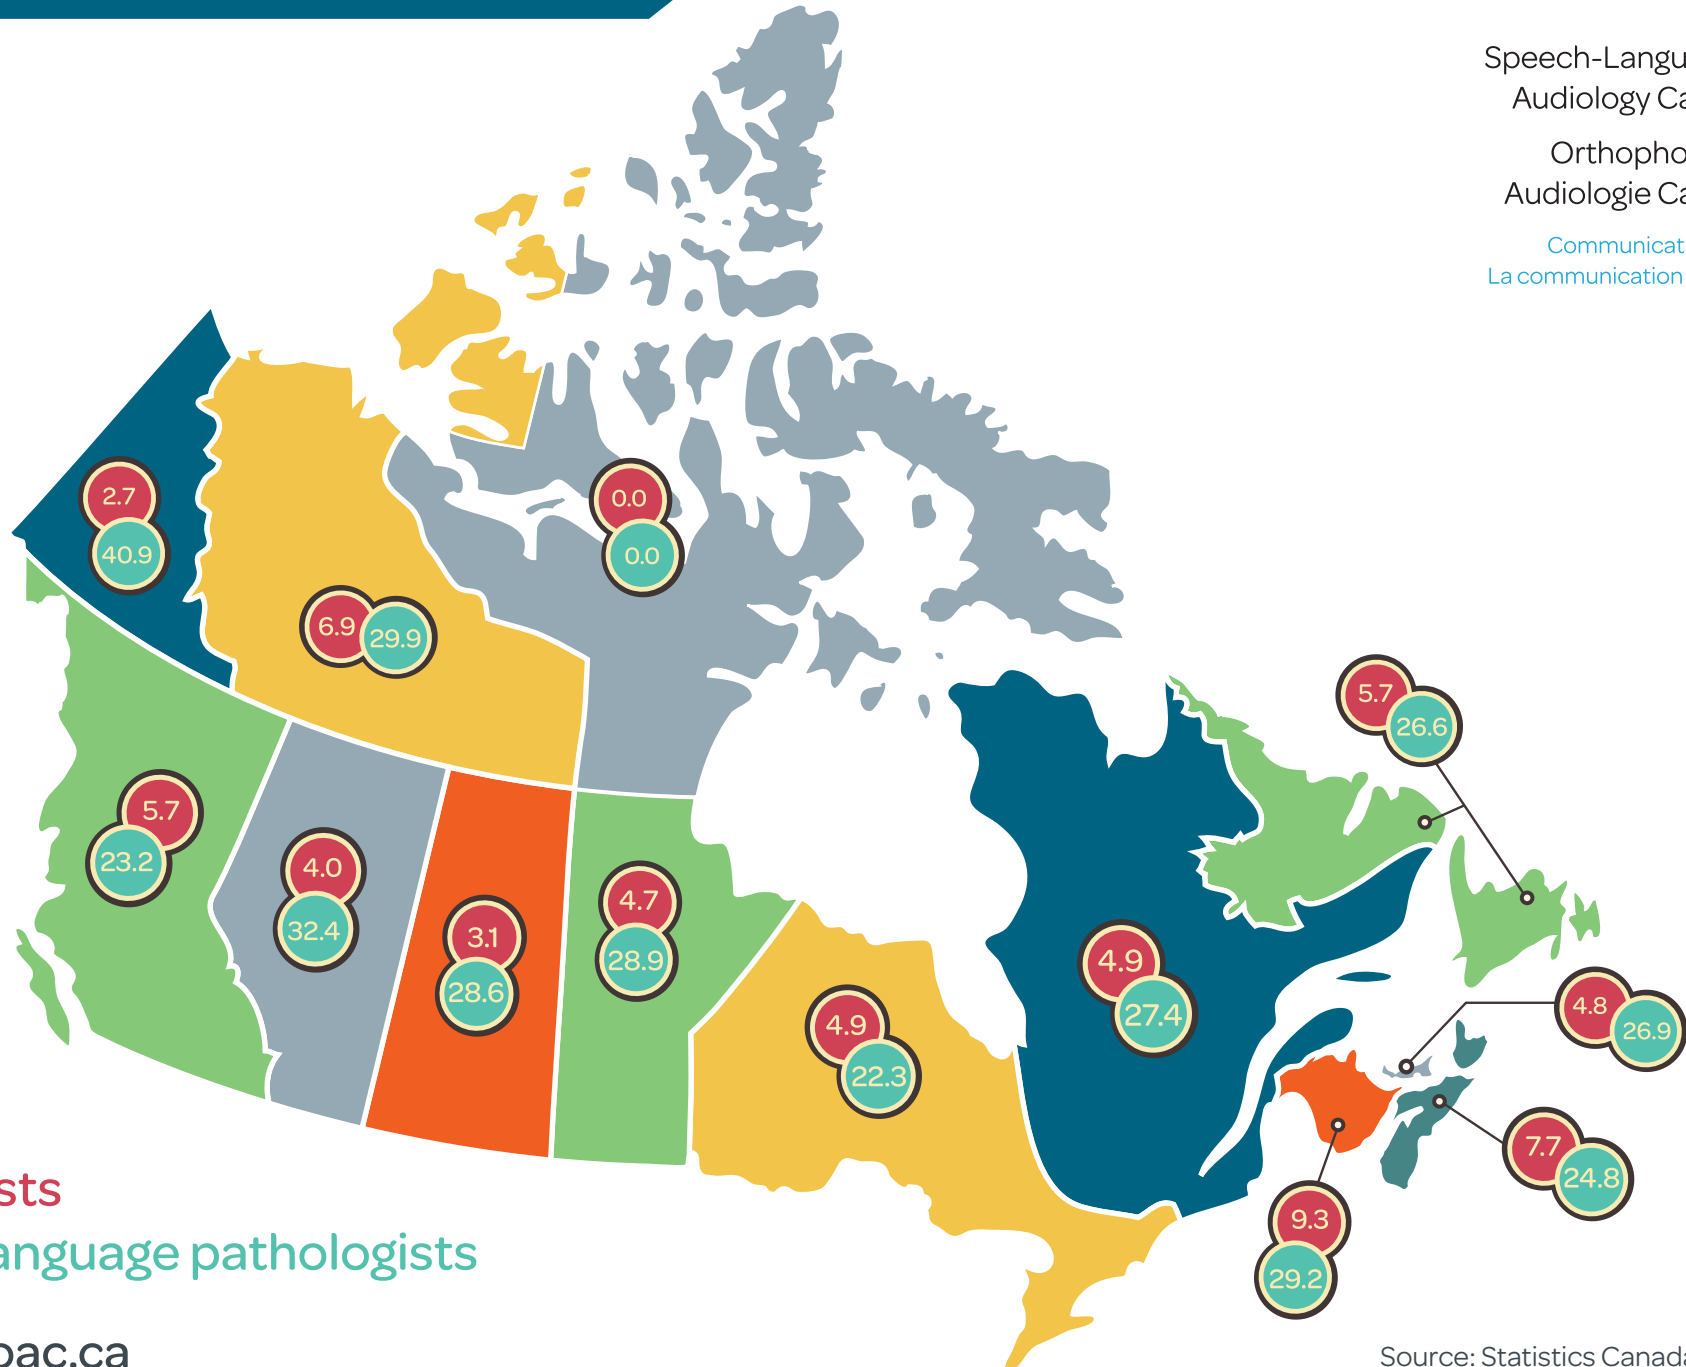 Speech-Langu
Audiology Ca
Orthopho
Audiologie Ca
Communicat
La communication
2.7
40.9
0.0
0.0
6.9
29.9
5.7
26.6
5.7
23.2
4.0
32.4
3.1
28.6
4.7
28.9
4.9
22.3
4.9
27.4
4.8
26.9
7.7
24.8
9.3
29.2
sts
anguage pathologists
pac.ca
Source: Statistics Canada